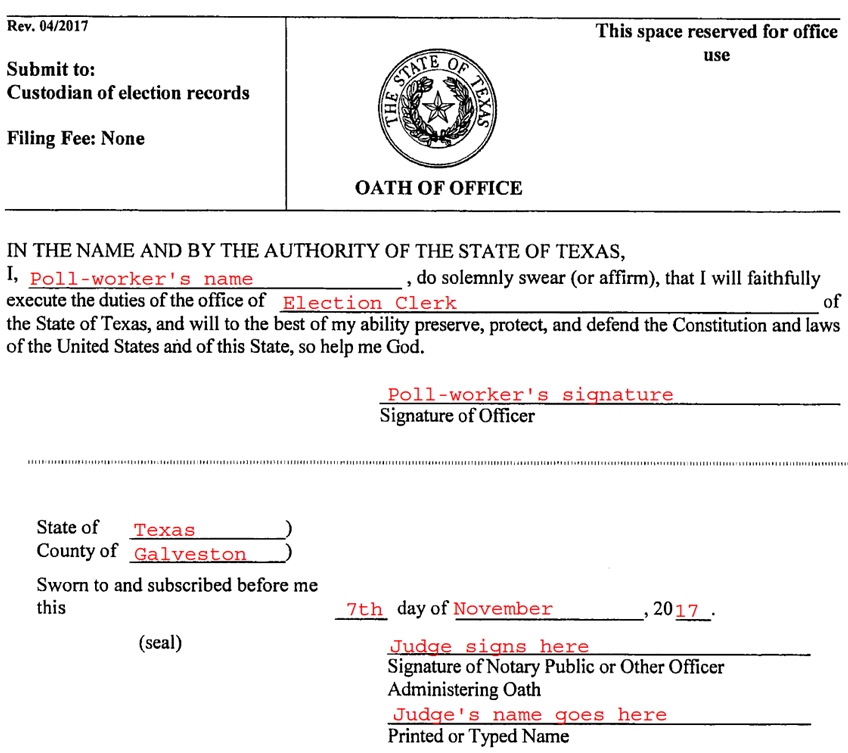 Rev. 04/2017
Submit to:
Custodian of election records
Filing Fee: None
THE STATE OF TEXAS
OATH OF OFFICE
This space reserved for office
use
IN THE NAME AND BY THE AUTHORITY OF THE STATE OF TEXAS,
I, Poll-worker's name , do solemnly swear (or affirm), that I will faithfully
execute the duties of the office of Election Clerk of
the State of Texas, and will to the best of my ability preserve, protect, and defend the Constitution and laws
of the United States and of this State, so help me God.
Poll-worker's signature
Signature of Officer
State of Texas )
County of Galveston )
Sworn to and subscribed before me
this 7th day of November , 2017 .
(seal)
Judge signs here
Signature of Notary Public or Other Officer
Administering Oath
Judge's name goes here
Printed or Typed Name